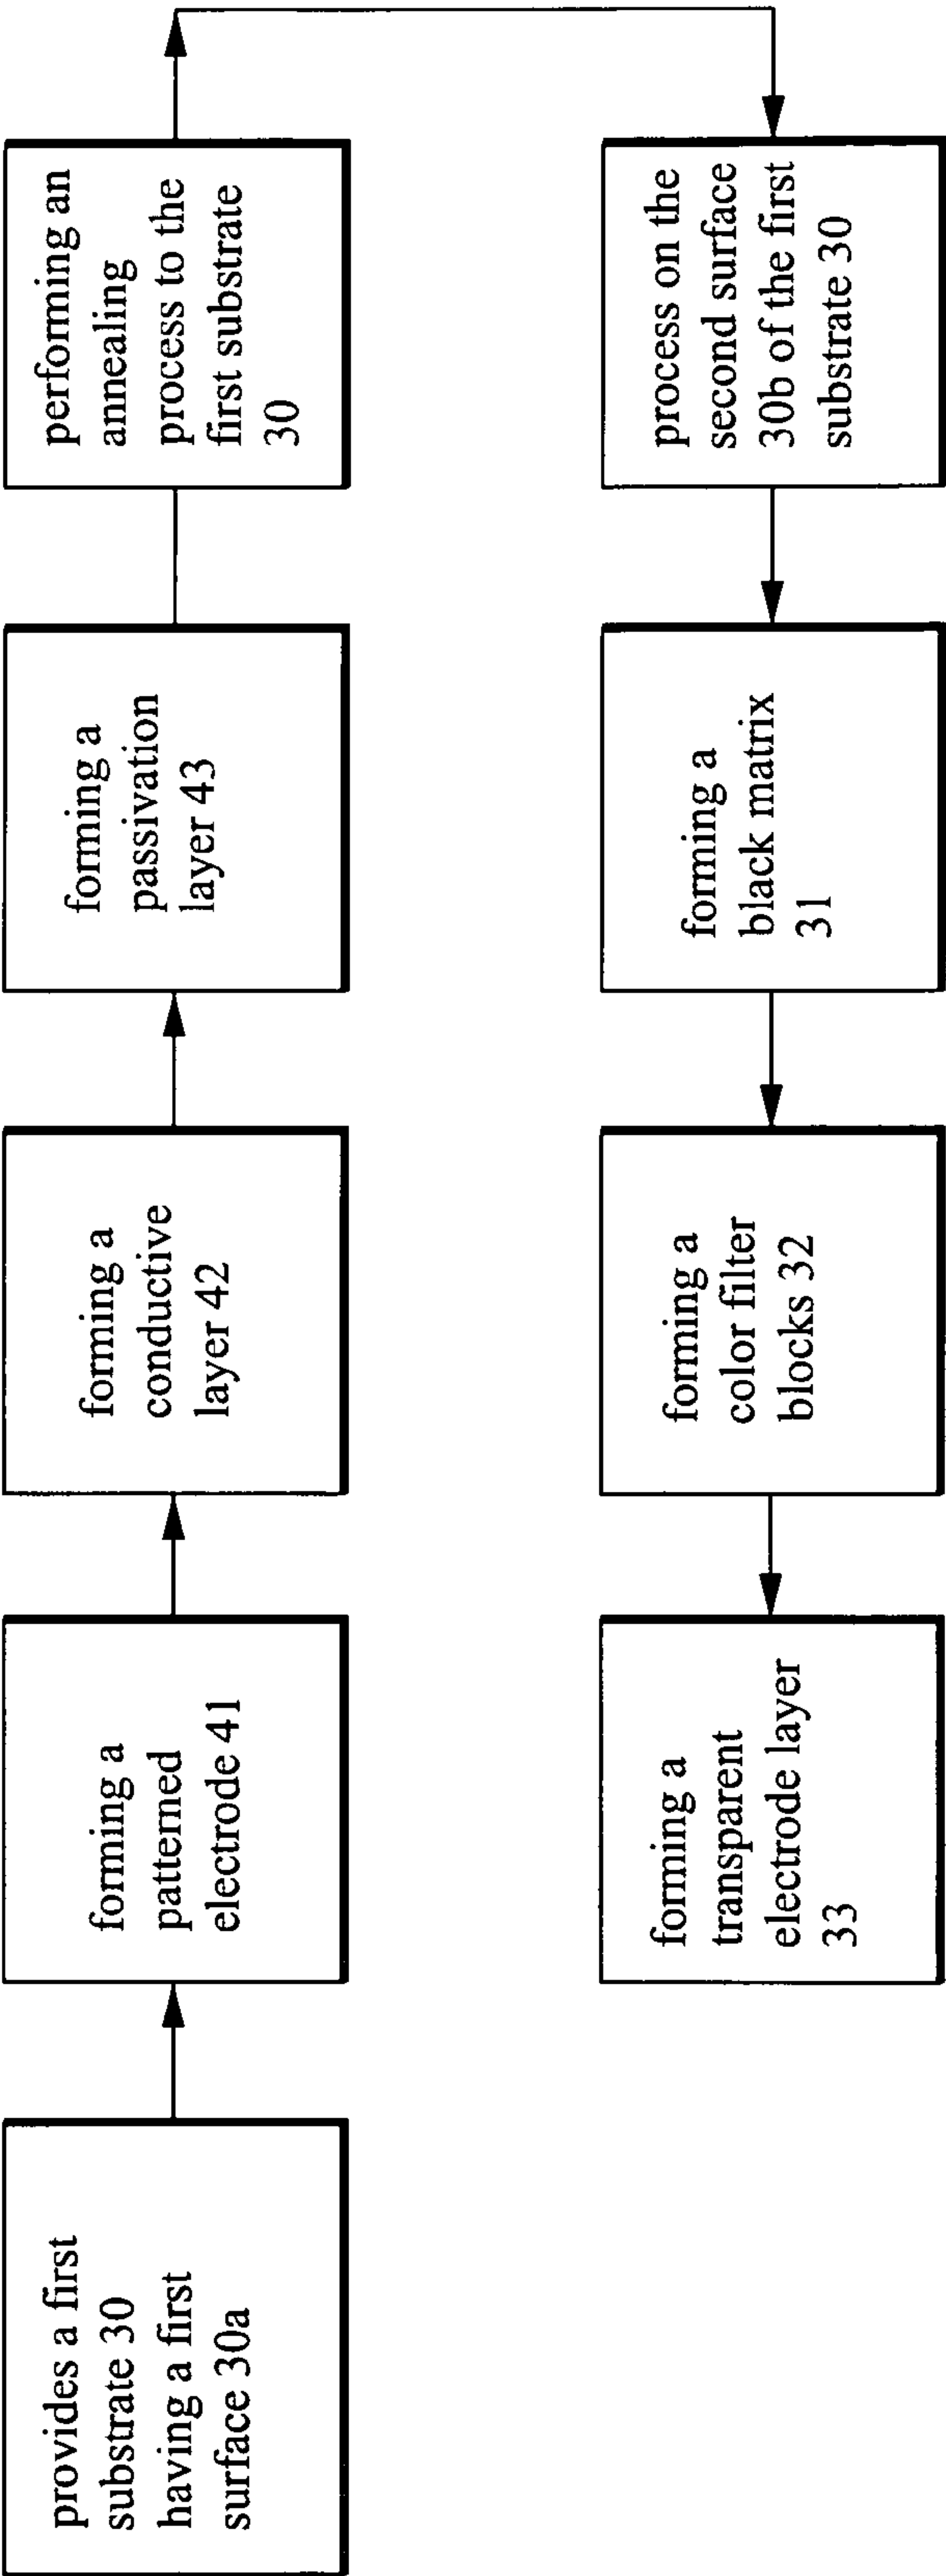 provides a first
substrate 30
having a first
surface 30a
forming a
patterned
electrode 41
forming a
conductive
layer 42
forming a
passivation
layer 43
performing an
annealing
process to the
first substrate
30
process on the
second surface
30b of the first
substrate 30
forming a
black matrix
31
forming a
color filter
blocks 32
forming a
transparent
electrode layer
33